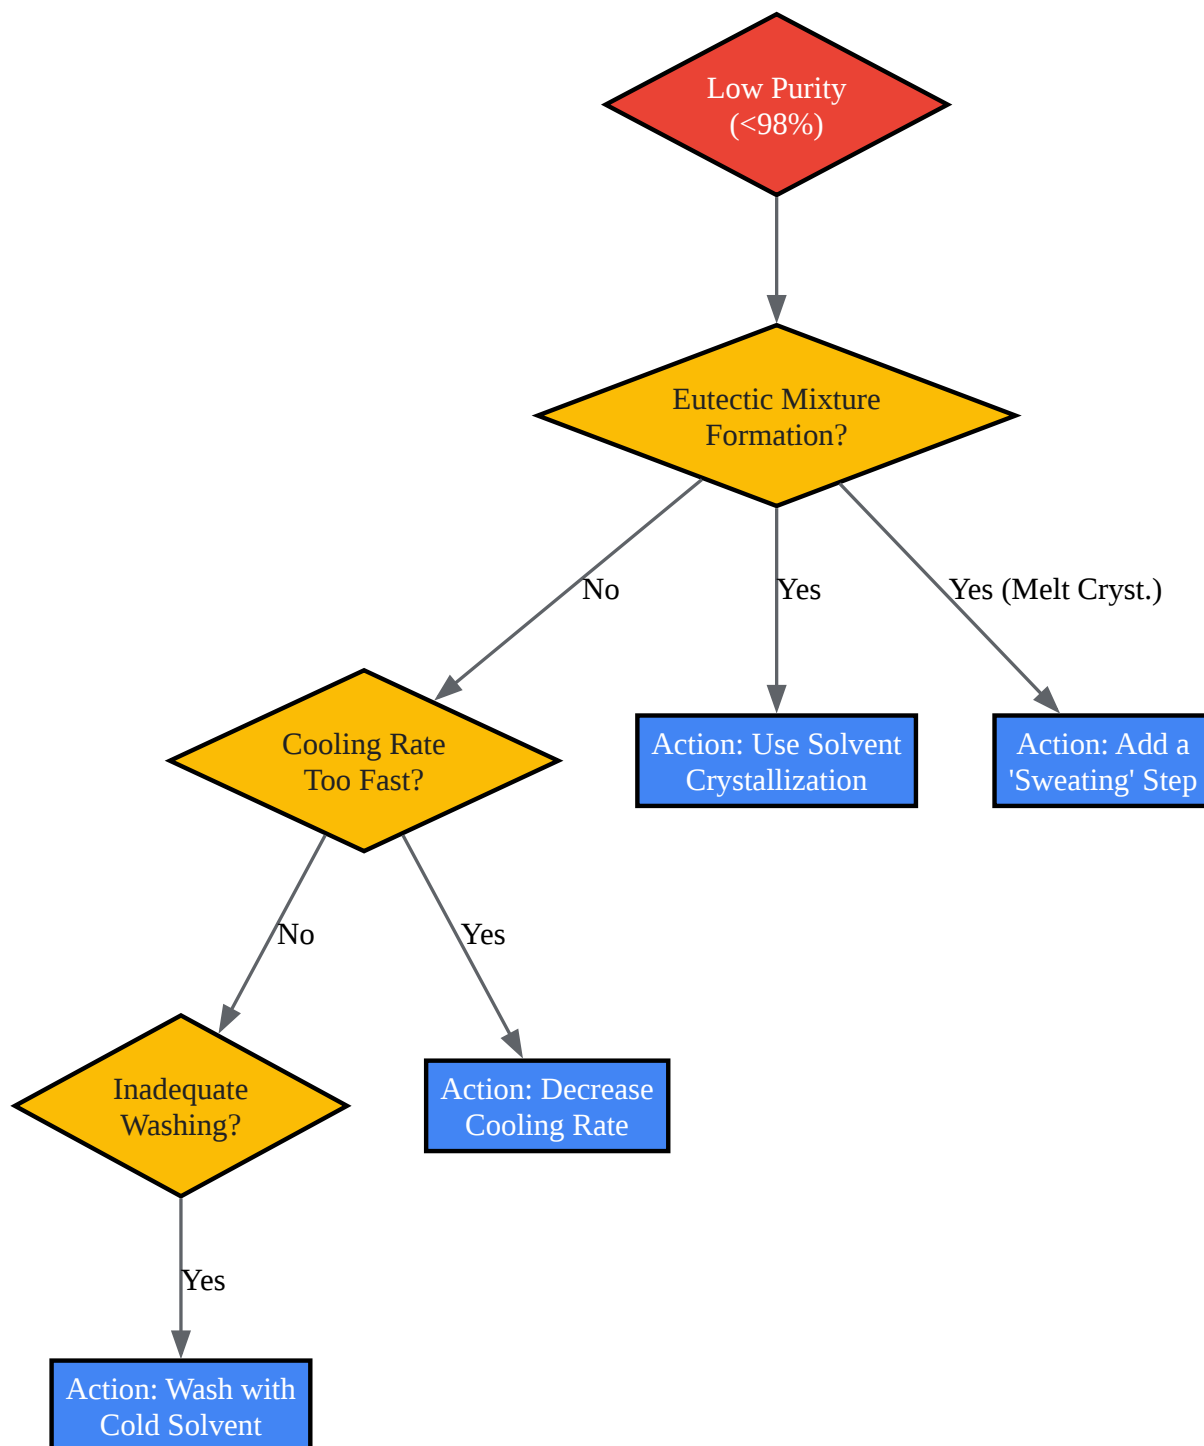 Low Purity
(<98%)
Eutectic Mixture
Formation?
No
Yes
Yes (Melt Cryst.)
Cooling Rate
Too Fast?
Action: Use Solvent
Crystallization
Action: Add a
'Sweating' Step
No
Yes
Inadequate
Washing?
Action: Decrease
Cooling Rate
Yes
Action: Wash with
Cold Solvent